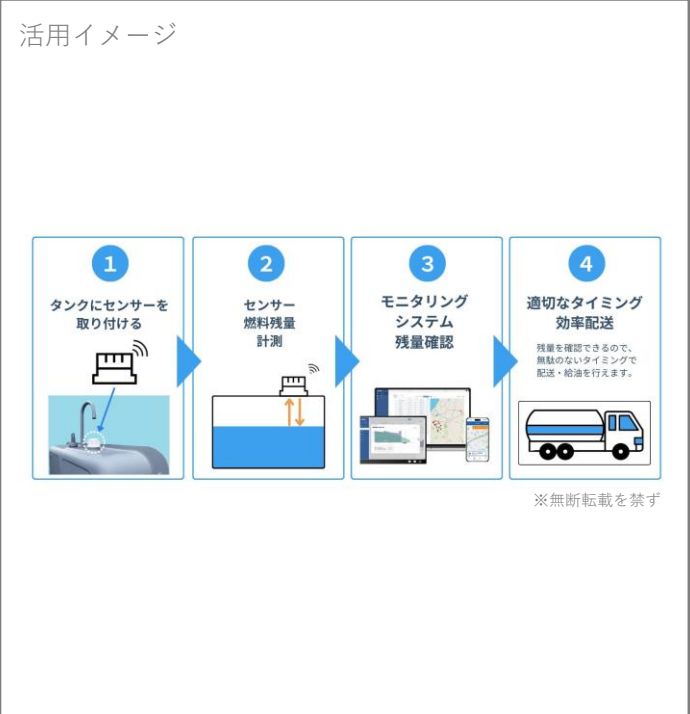 活用イメージ
1
タンクにセンサーを
取り付ける
2
センサー
燃料残量
計測
3
モニタリング
システム
残量確認
4
適切なタイミング
効率配送
残量を確認できるので、
無駄のないタイミングで
配送・給油を行えます。
※無断転載を禁ず